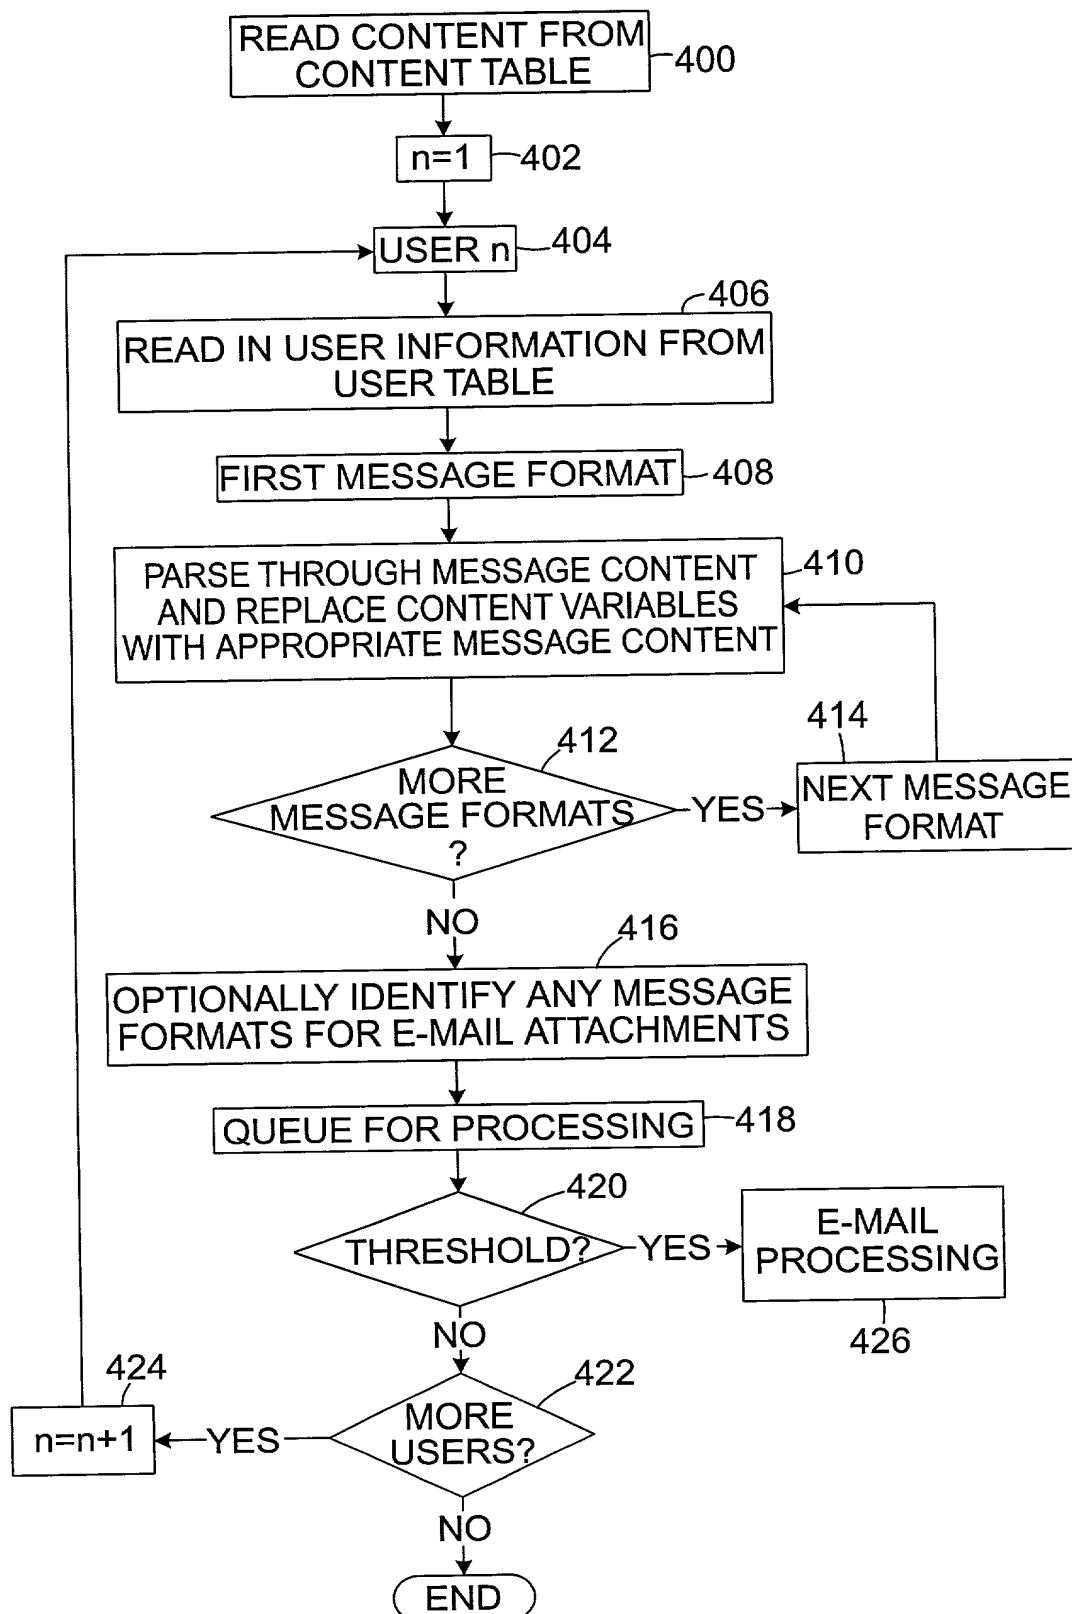 READ CONTENT FROM
CONTENT TABLE
400
n=1
402
USER n
404
406
READ IN USER INFORMATION FROM
USER TABLE
FIRST MESSAGE FORMAT
408
PARSE THROUGH MESSAGE CONTENT
AND REPLACE CONTENT VARIABLES
WITH APPROPRIATE MESSAGE CONTENT
410
412
MORE
MESSAGE FORMATS
?
YES
414
NEXT MESSAGE
FORMAT
NO
416
OPTIONALLY IDENTIFY ANY MESSAGE
FORMATS FOR E-MAIL ATTACHMENTS
QUEUE FOR PROCESSING
418
420
THRESHOLD?
YES
E-MAIL
PROCESSING
426
NO
422
MORE
USERS?
YES
424
n=n+1
NO
END